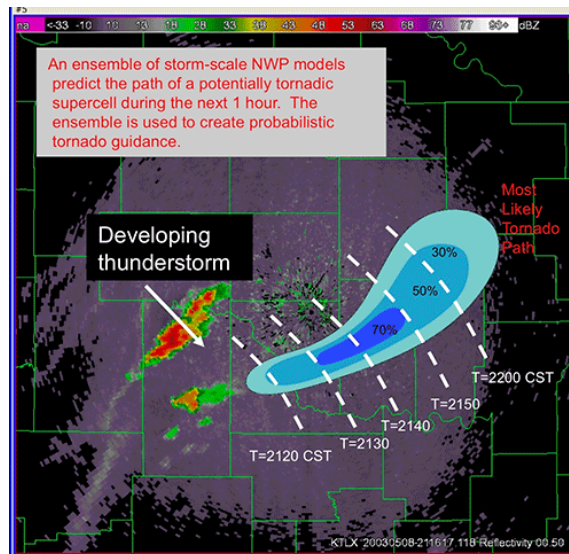 #5
na <-33 -10 10 18 23 28 33 38 43 48 53 63 68 73 77 90+ dBZ
An ensemble of storm-scale NWP models
predict the path of a potentially tornadic
supercell during the next 1 hour. The
ensemble is used to create probabilistic
tornado guidance.
Most
Likely
Tornado
Path
Developing
thunderstorm
30%
50%
70%
T=2200 CST
T=2150
T=2140
T=2130
T=2120 CST
KTLX 20030508-211617.118 Reflectivity 00.50